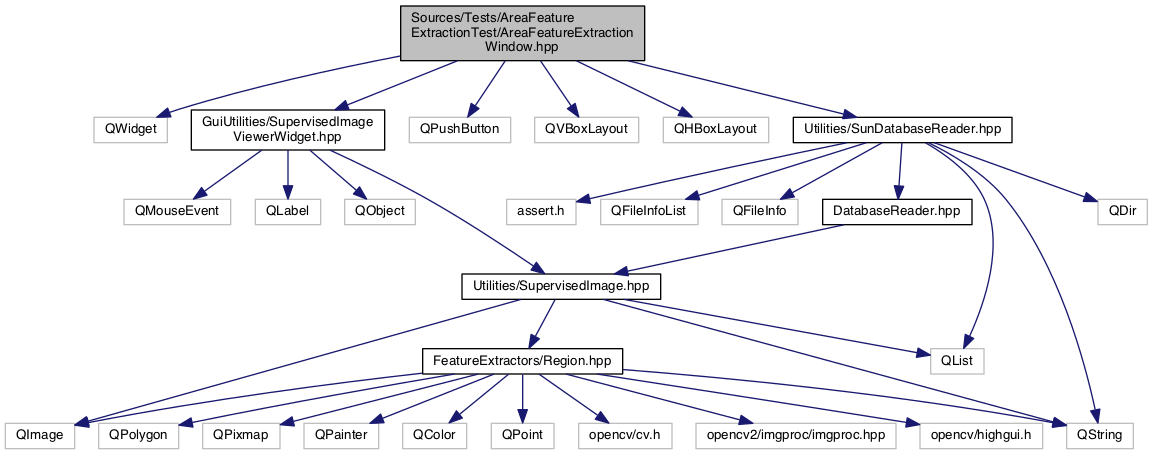 Sources/Tests/AreaFeature
ExtractionTest/AreaFeatureExtraction
Window.hpp
QWidget
GuiUtilities/SupervisedImage
ViewerWidget.hpp
QPushButton
QVBoxLayout
QHBoxLayout
Utilities/SunDatabaseReader.hpp
QMouseEvent
QLabel
QObject
assert.h
QFileInfoList
QFileInfo
DatabaseReader.hpp
QDir
Utilities/SupervisedImage.hpp
FeatureExtractors/Region.hpp
QList
QImage
QPolygon
QPixmap
QPainter
QColor
QPoint
opencv/cv.h
opencv2/imgproc/imgproc.hpp
opencv/highgui.h
QString